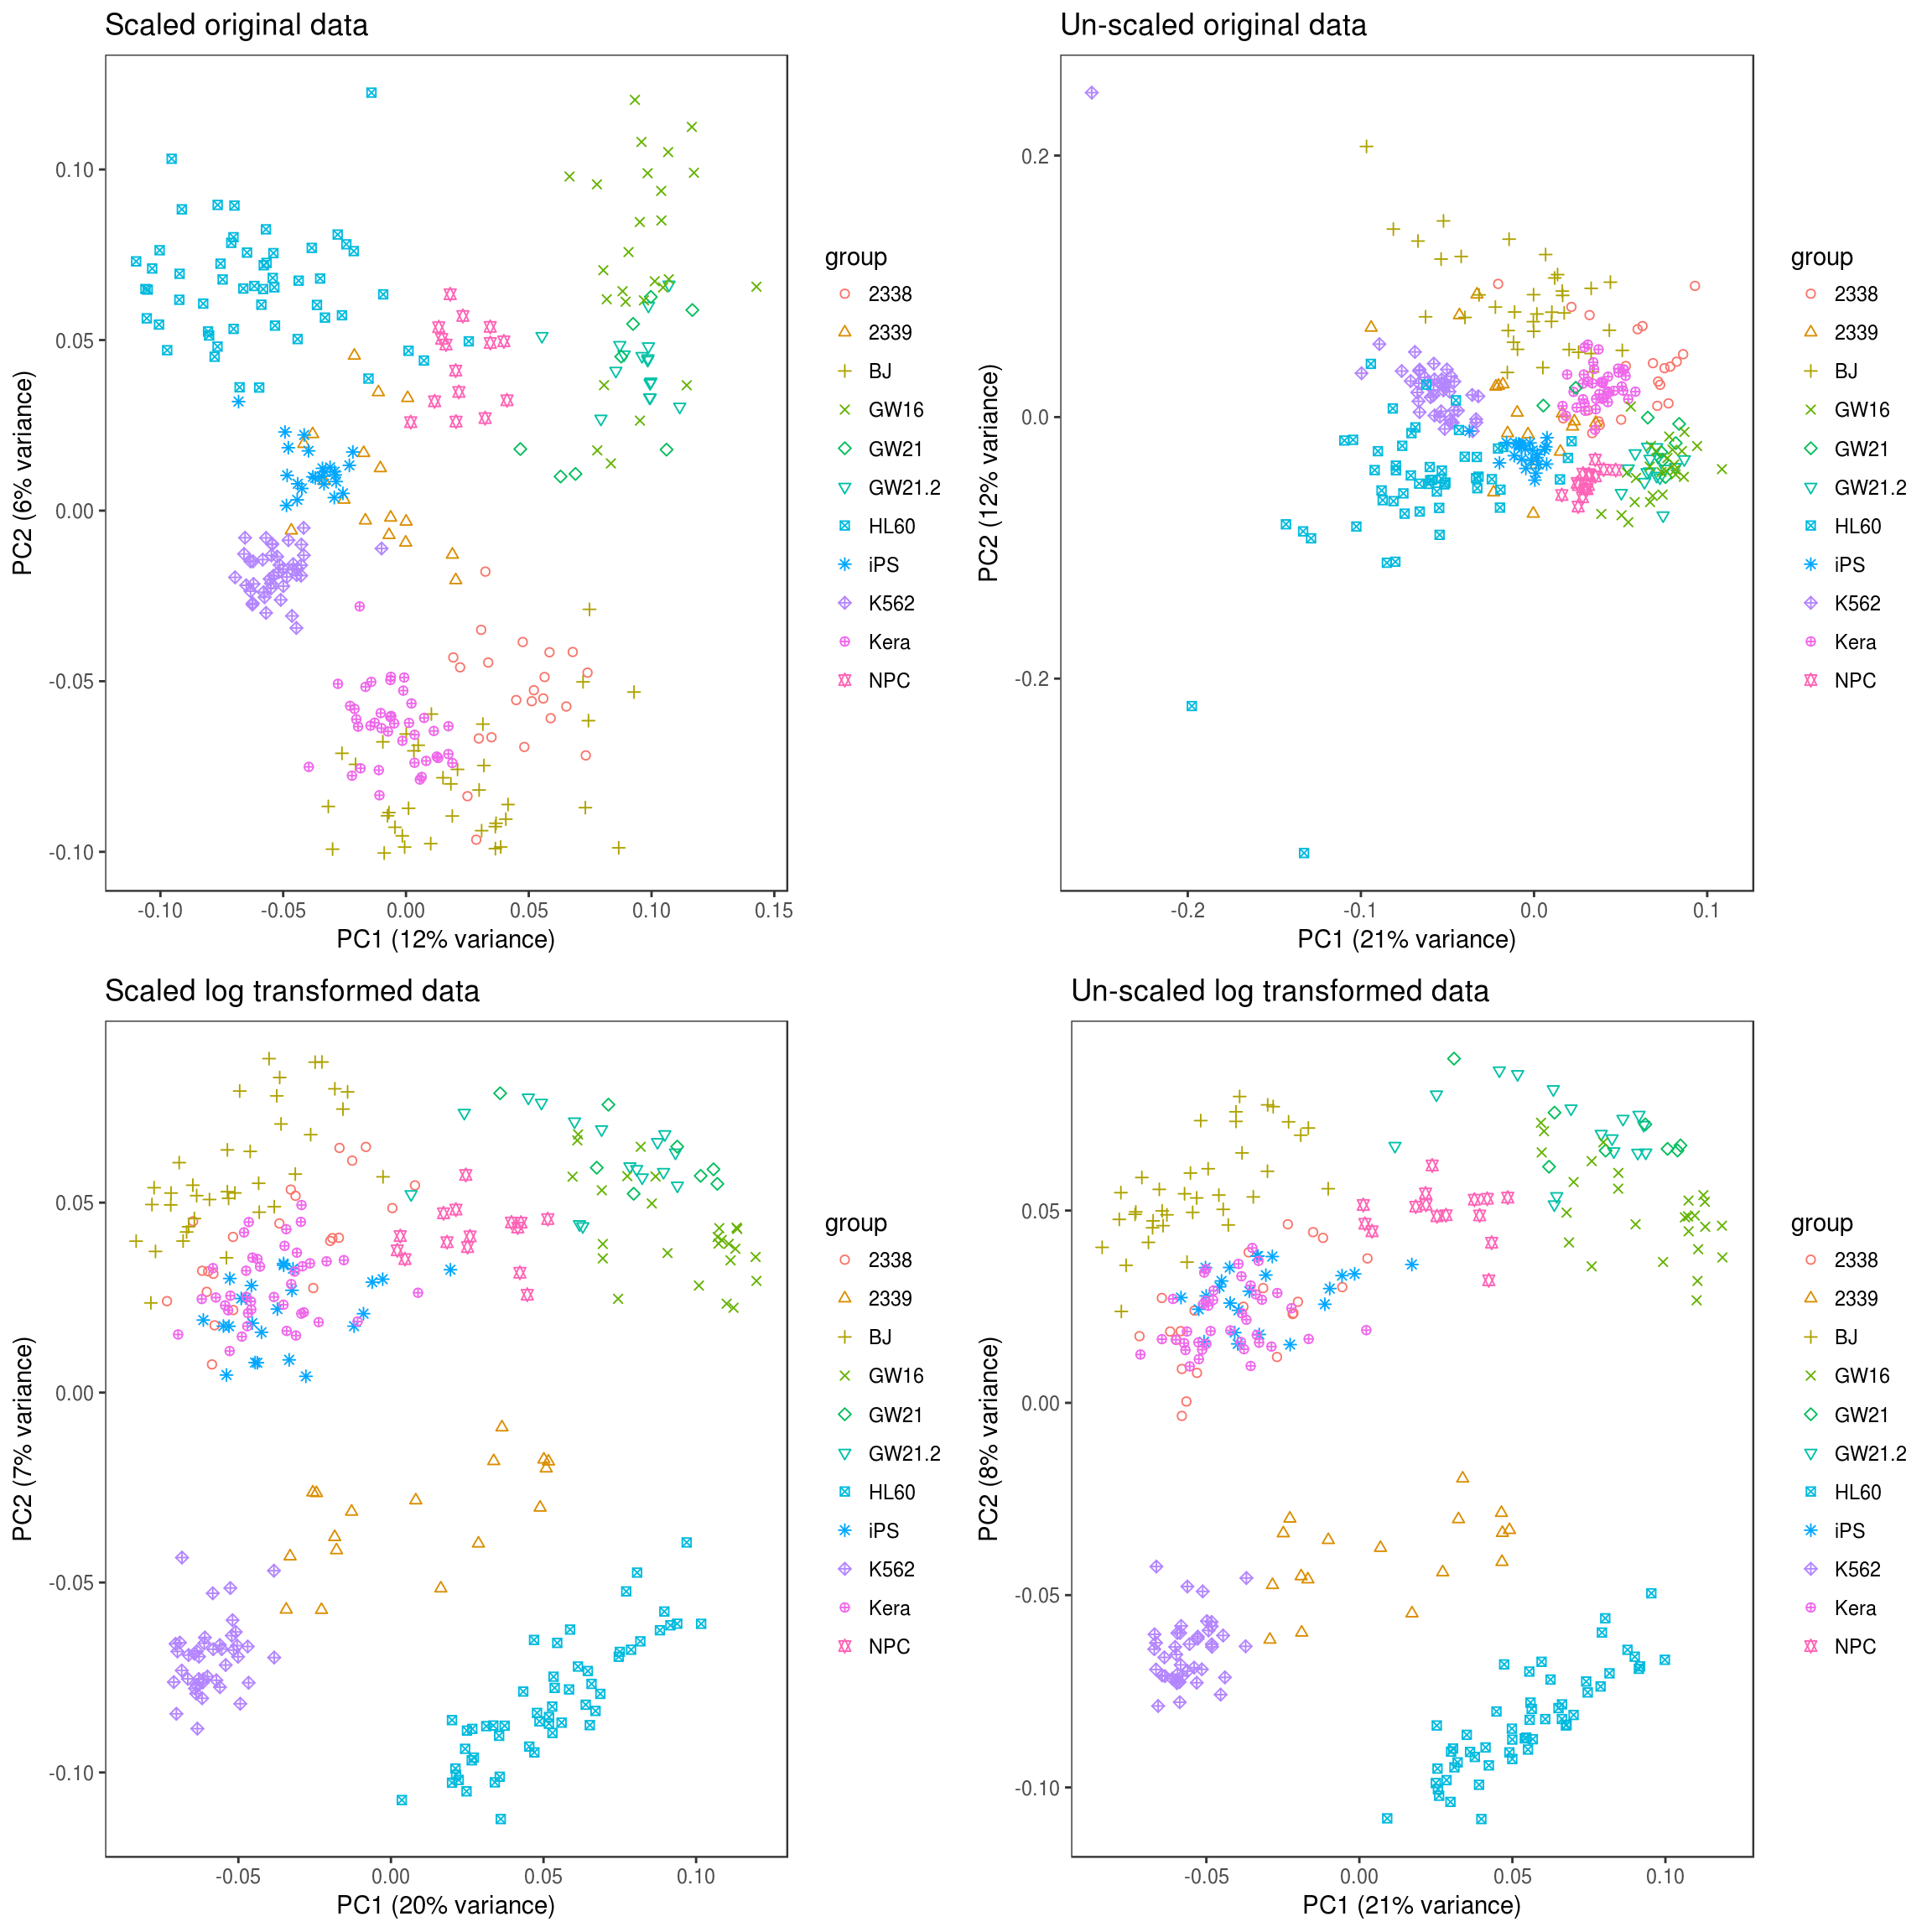 Scaled original data
PC2 (6% variance)
0.10
0.05
0.00
-0.05
-0.10
-0.10
-0.05
0.00
0.05
0.10
0.15
PC1 (12% variance)
group
2338
2339
BJ
GW16
GW21
GW21.2
HL60
iPS
K562
Kera
NPC
Un-scaled original data
PC2 (12% variance)
0.2
0.0
-0.2
-0.2
-0.1
0.0
0.1
PC1 (21% variance)
group
2338
2339
BJ
GW16
GW21
GW21.2
HL60
iPS
K562
Kera
NPC
Scaled log transformed data
PC2 (7% variance)
0.05
0.00
-0.05
-0.10
-0.05
0.00
0.05
0.10
PC1 (20% variance)
group
2338
2339
BJ
GW16
GW21
GW21.2
HL60
iPS
K562
Kera
NPC
Un-scaled log transformed data
PC2 (8% variance)
0.05
0.00
-0.05
-0.10
-0.05
0.00
0.05
0.10
PC1 (21% variance)
group
2338
2339
BJ
GW16
GW21
GW21.2
HL60
iPS
K562
Kera
NPC